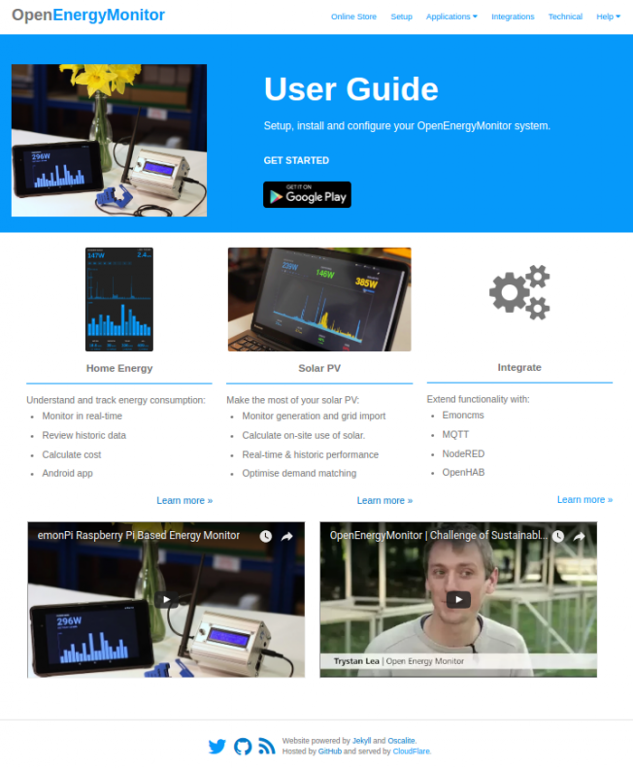 OpenEnergyMonitor
Online Store Setup Applications Integrations Technical Help
User Guide
Setup, install and configure your OpenEnergyMonitor system.
GET STARTED
GET IT ON
Google Play
296W
147W
2.4
220W
146W
385W
Home Energy
Understand and track energy consumption:
Monitor in real-time
Review historic data
Calculate cost
Android app
Learn more »
Solar PV
Make the most of your solar PV:
Monitor generation and grid import
Calculate on-site use of solar.
Real-time & historic performance
Optimise demand matching
Learn more »
Integrate
Extend functionality with:
Emoncms
MQTT
NodeRED
OpenHAB
Learn more »
emonPi Raspberry Pi Based Energy Monitor
296W
OpenEnergyMonitor | Challenge of Sustainabl...
Trystan Lea | Open Energy Monitor
Website powered by Jekyll and Oscalite.
Hosted by GitHub and served by CloudFlare.